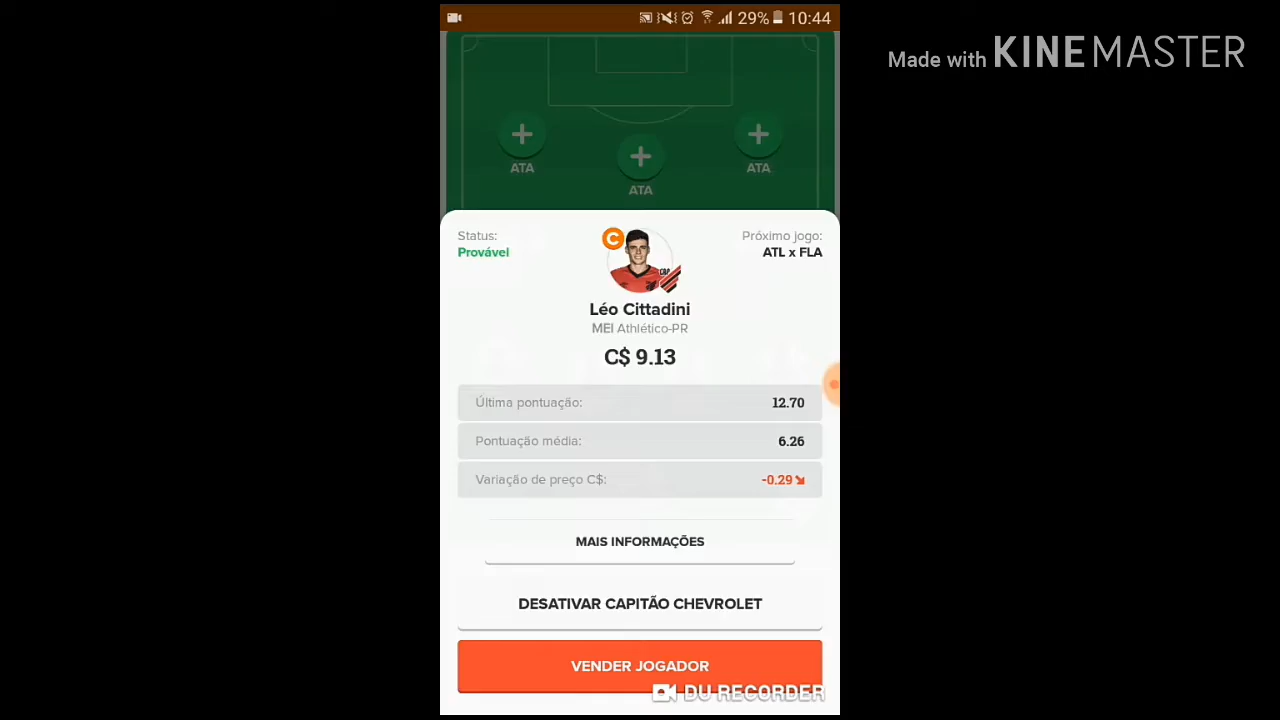 29% 10:44
Made with KINEMASTER
ATA
ATA
ATA
Status:
Provável
C
Próximo jogo:
ATL x FLA
CAP
Léo Cittadini
MEI Athlético-PR
C$ 9.13
Última pontuação:
12.70
Pontuação média:
6.26
Variação de preço C$:
-0.29
MAIS INFORMAÇÕES
DESATIVAR CAPITÃO CHEVROLET
VENDER JOGADOR
DU RECORDER